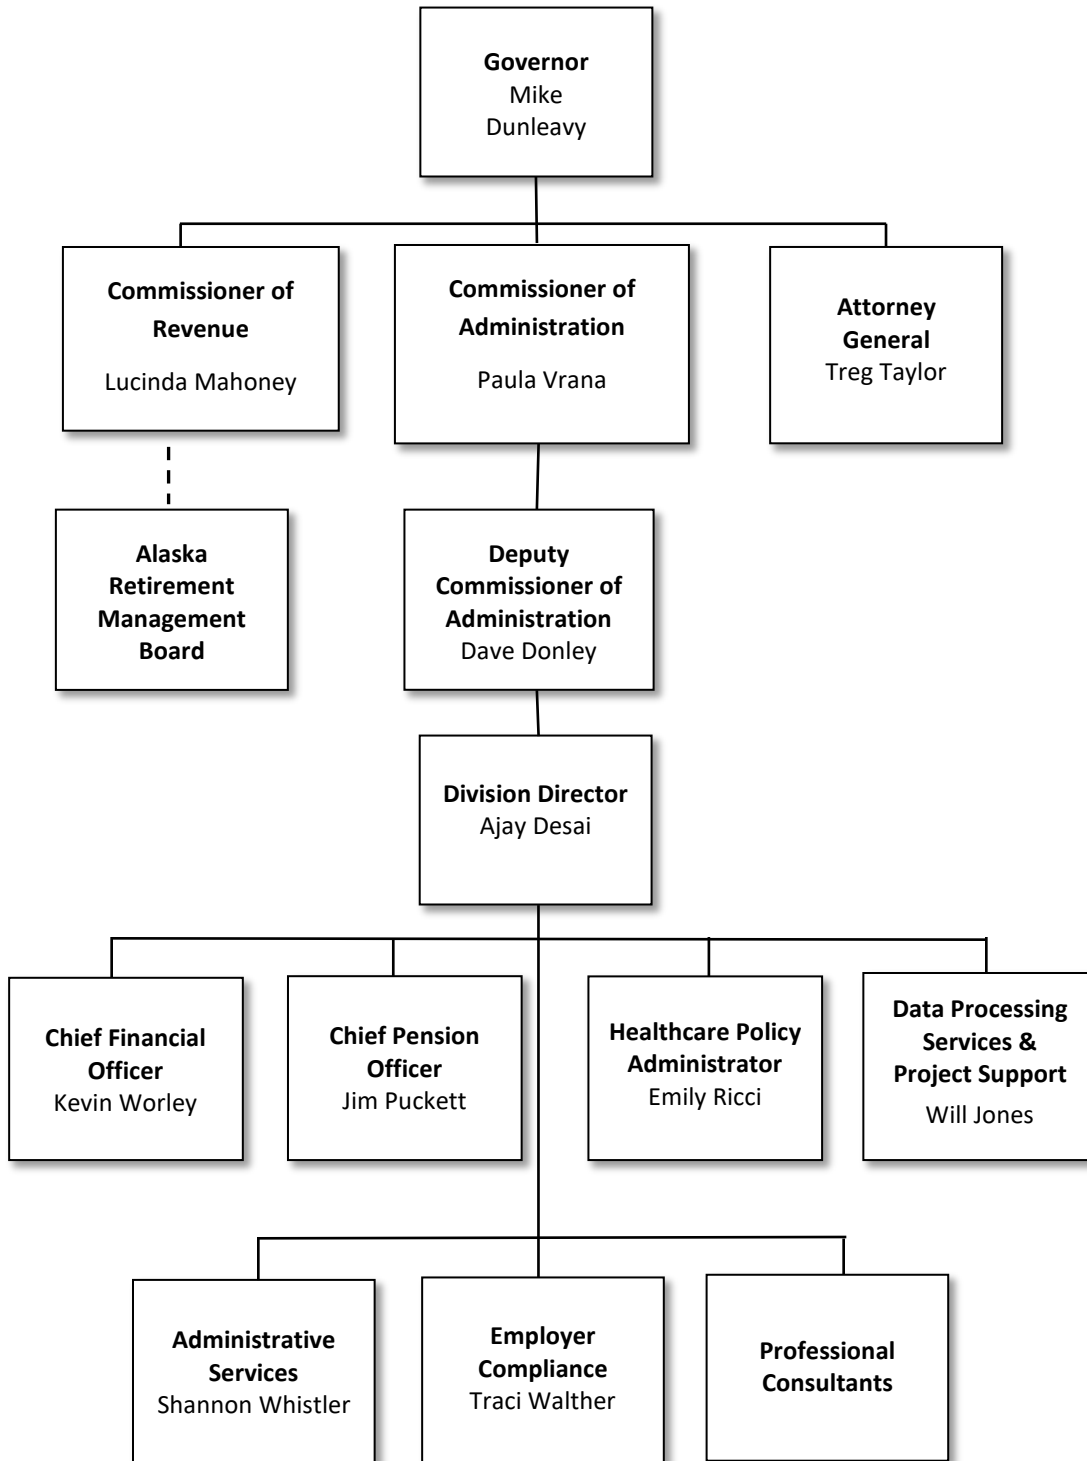 Governor
Mike
Dunleavy
Commissioner of
Revenue
Lucinda Mahoney
Commissioner of
Administration
Paula Vrana
Attorney
General
Treg Taylor
Alaska
Retirement
Management
Board
Deputy
Commissioner of
Administration
Dave Donley
Division Director
Ajay Desai
Chief Financial
Officer
Kevin Worley
Chief Pension
Officer
Jim Puckett
Healthcare Policy
Administrator
Emily Ricci
Data Processing
Services &
Project Support
Will Jones
Administrative
Services
Shannon Whistler
Employer
Compliance
Traci Walther
Professional
Consultants